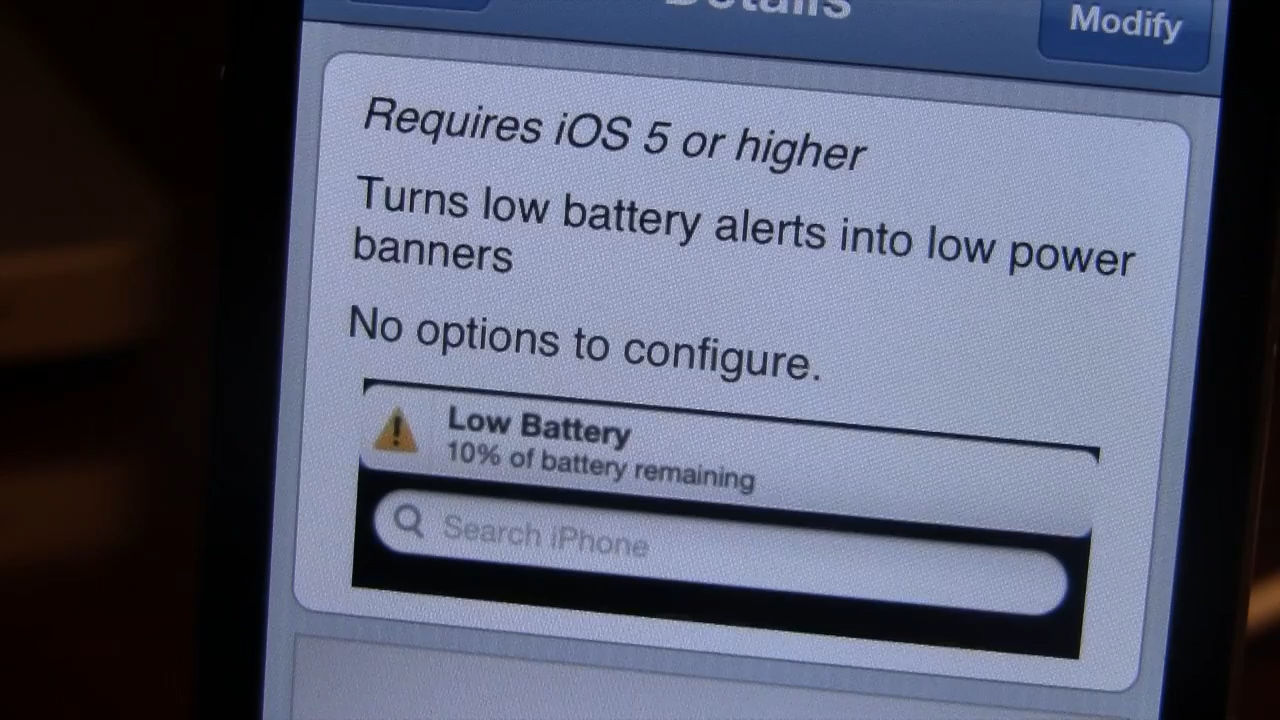 Details
Modify
Requires iOS 5 or higher
Turns low battery alerts into low power
banners
No options to configure.
Low Battery
10% of battery remaining
Search iPhone